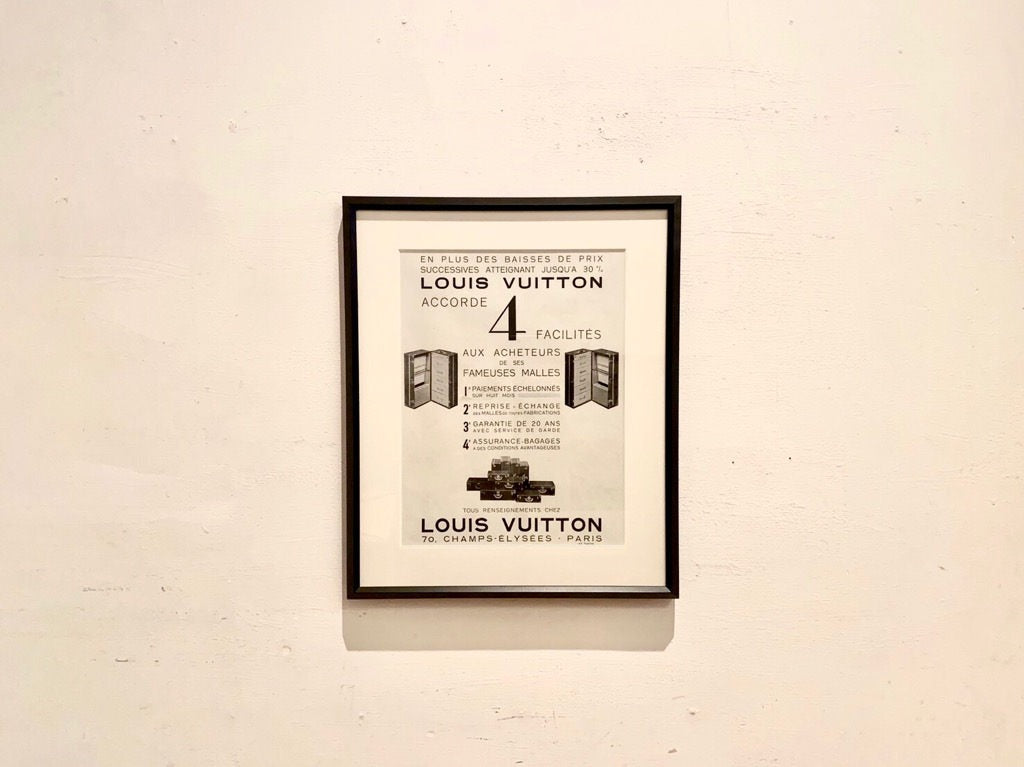 EN PLUS DES BAISSES DE PRIX
SUCCESSIVES ATTEIGNANT JUSQU'A 30 %
LOUIS VUITTON
ACCORDE
4
FACILITÉS
AUX ACHETEURS
DE SES
FAMEUSES MALLES
1° PAIEMENTS ÉCHELONNÉS
SUR HUIT MOIS
2° REPRISE - ÉCHANGE
DES MALLES DE TOUTES FABRICATIONS
3° GARANTIE DE 20 ANS
AVEC SERVICE DE GARDE
4° ASSURANCE-BAGAGES
A DES CONDITIONS AVANTAGEUSES
TOUS RENSEIGNEMENTS CHEZ
LOUIS VUITTON
70, CHAMPS-ÉLYSÉES · PARIS